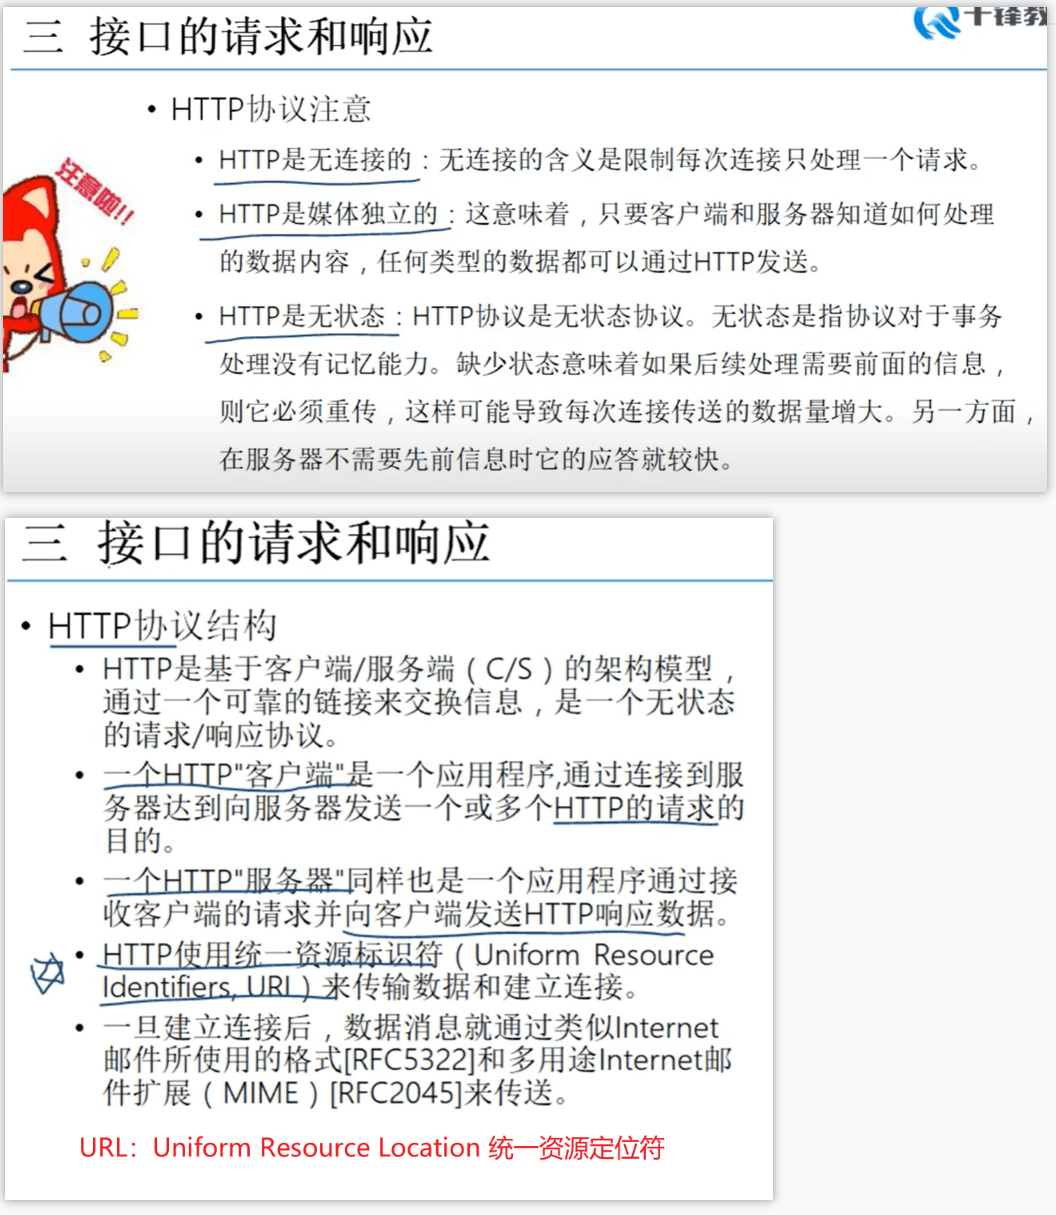 三 接口的请求和响应
千锋教
• HTTP协议注意
• HTTP是无连接的：无连接的含义是限制每次连接只处理一个请求。
• HTTP是媒体独立的：这意味着，只要客户端和服务器知道如何处理
的数据内容，任何类型的数据都可以通过HTTP发送。
• HTTP是无状态：HTTP协议是无状态协议。无状态是指协议对于事务
处理没有记忆能力。缺少状态意味着如果后续处理需要前面的信息，
则它必须重传，这样可能导致每次连接传送的数据量增大。另一方面，
在服务器不需要先前信息时它的应答就较快。
注意啦!!
三 接口的请求和响应
• HTTP协议结构
• HTTP是基于客户端/服务端（C/S）的架构模型，
通过一个可靠的链接来交换信息，是一个无状态
的请求/响应协议。
• 一个HTTP"客户端"是一个应用程序,通过连接到服
务器达到向服务器发送一个或多个HTTP的请求的
目的。
• 一个HTTP"服务器"同样也是一个应用程序通过接
收客户端的请求并向客户端发送HTTP响应数据。
• HTTP使用统一资源标识符（Uniform Resource
Identifiers, URI）来传输数据和建立连接。
• 一旦建立连接后，数据消息就通过类似Internet
邮件所使用的格式[RFC5322]和多用途Internet邮
件扩展（MIME）[RFC2045]来传送。
URL：Uniform Resource Location 统一资源定位符